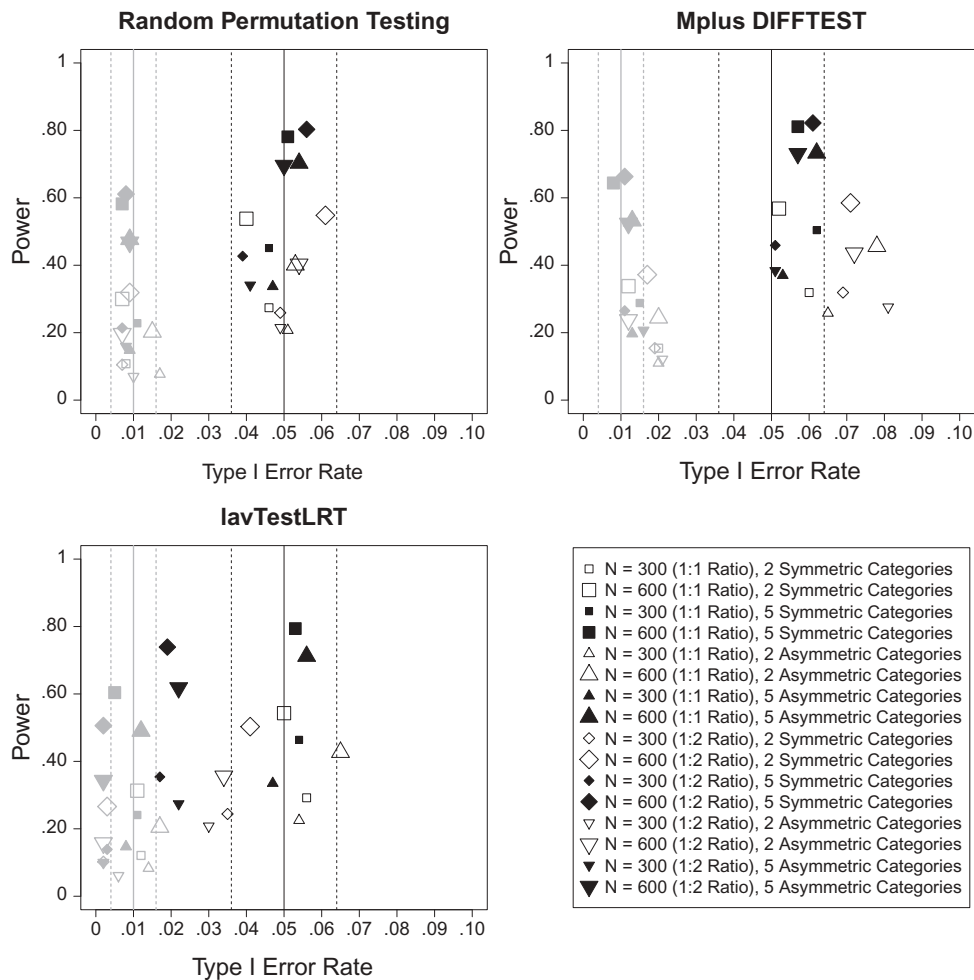 Random Permutation Testing
Mplus DIFFTEST
1
.80
.60
.40
.20
0
Power
0 .01 .02 .03 .04 .05 .06 .07 .08 .09 .10
Type I Error Rate
1
.80
.60
.40
.20
0
Power
0 .01 .02 .03 .04 .05 .06 .07 .08 .09 .10
Type I Error Rate
lavTestLRT
1
.80
.60
.40
.20
0
Power
0 .01 .02 .03 .04 .05 .06 .07 .08 .09 .10
Type I Error Rate
N = 300 (1:1 Ratio), 2 Symmetric Categories
N = 600 (1:1 Ratio), 2 Symmetric Categories
N = 300 (1:1 Ratio), 5 Symmetric Categories
N = 600 (1:1 Ratio), 5 Symmetric Categories
N = 300 (1:1 Ratio), 2 Asymmetric Categories
N = 600 (1:1 Ratio), 2 Asymmetric Categories
N = 300 (1:1 Ratio), 5 Asymmetric Categories
N = 600 (1:1 Ratio), 5 Asymmetric Categories
N = 300 (1:2 Ratio), 2 Symmetric Categories
N = 600 (1:2 Ratio), 2 Symmetric Categories
N = 300 (1:2 Ratio), 5 Symmetric Categories
N = 600 (1:2 Ratio), 5 Symmetric Categories
N = 300 (1:2 Ratio), 2 Asymmetric Categories
N = 600 (1:2 Ratio), 2 Asymmetric Categories
N = 300 (1:2 Ratio), 5 Asymmetric Categories
N = 600 (1:2 Ratio), 5 Asymmetric Categories